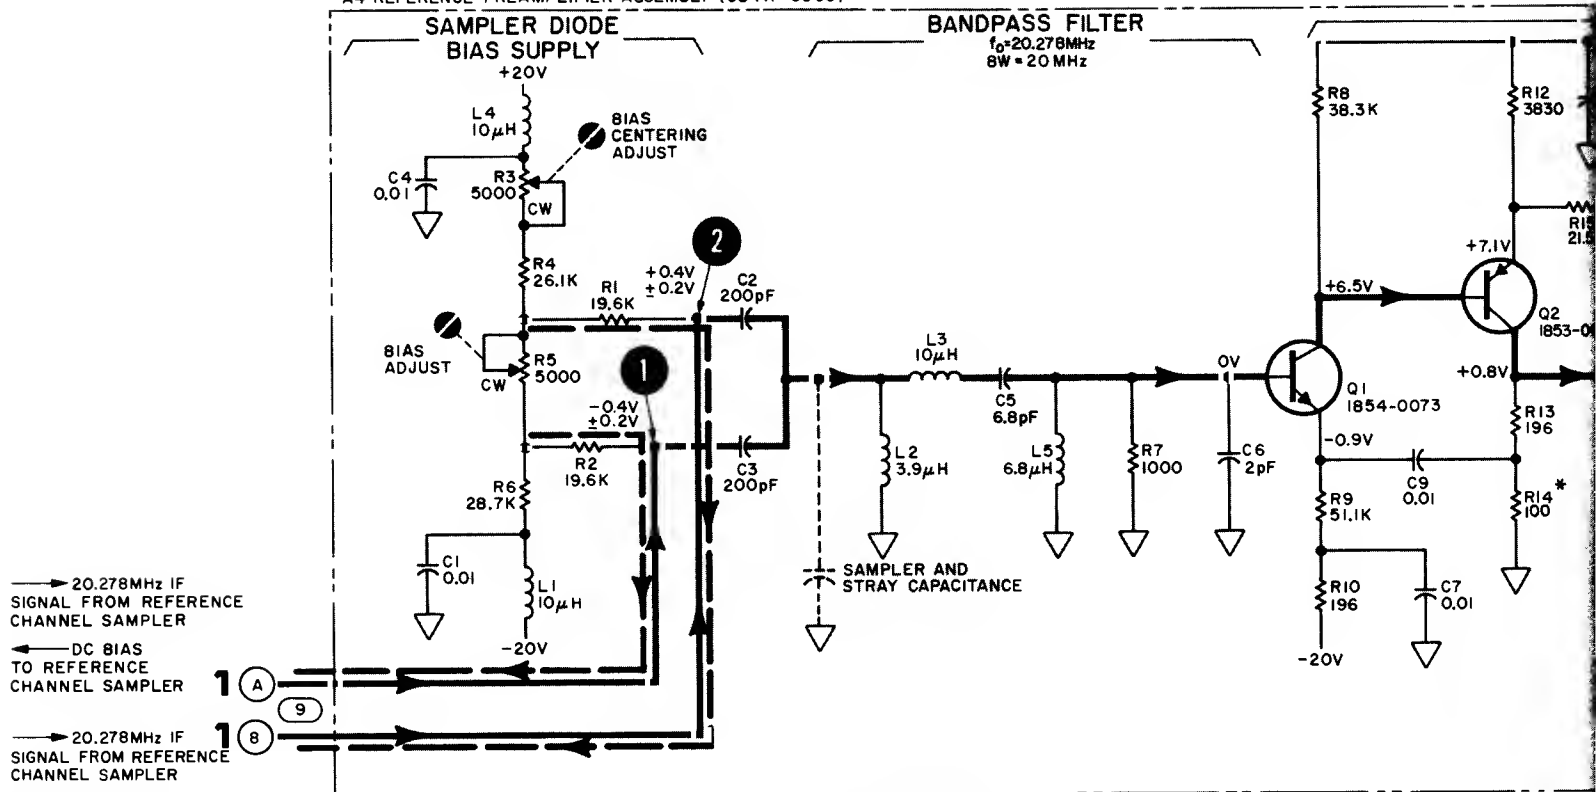 SAMPLER DIODE
BIAS SUPPLY
BANDPASS FILTER
fo=20.278MHz
BW = 20 MHz
+20V
L4
10μH
BIAS
CENTERING
ADJUST
C4
0.01
R3
5000
CW
R4
26.1K
R1
19.6K
+0.4V
±0.2V
2
C2
200pF
BIAS
ADJUST
R5
5000
CW
1
-0.4V
±0.2V
R2
19.6K
C3
200pF
R6
28.7K
C1
0.01
L1
10μH
-20V
L3
10μH
C5
6.8pF
L2
3.9μH
L5
6.8μH
R7
1000
C6
2pF
0V
SAMPLER AND
STRAY CAPACITANCE
R8
38.3K
R12
3830
+7.1V
+6.5V
Q2
Q1
1854-0073
+0.8V
R13
196
-0.9V
C9
0.01
R14 *
100
R9
51.1K
R10
196
C7
0.01
-20V
20.278MHz IF
SIGNAL FROM REFERENCE
CHANNEL SAMPLER
DC BIAS
TO REFERENCE
CHANNEL SAMPLER
1 A
9
20.278MHz IF
SIGNAL FROM REFERENCE
CHANNEL SAMPLER
1 8